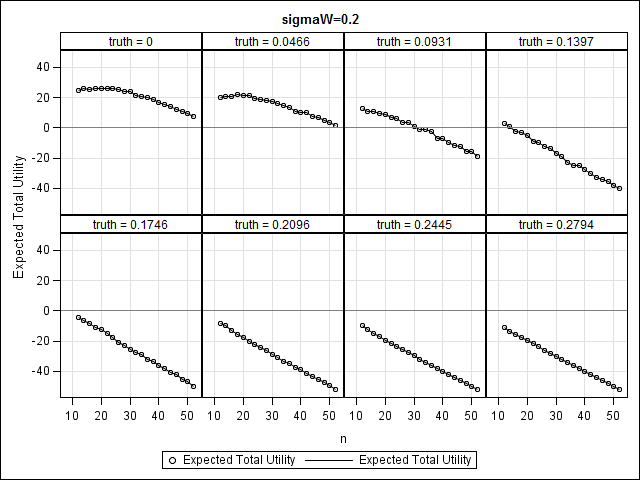 sigmaW=0.2
truth = 0 truth = 0.0466 truth = 0.0931 truth = 0.1397
40
20
0
-20
-40
truth = 0.1746 truth = 0.2096 truth = 0.2445 truth = 0.2794
40
20
0
-20
-40
Expected Total Utility
10 20 30 40 50 10 20 30 40 50 10 20 30 40 50 10 20 30 40 50
n
Expected Total Utility Expected Total Utility